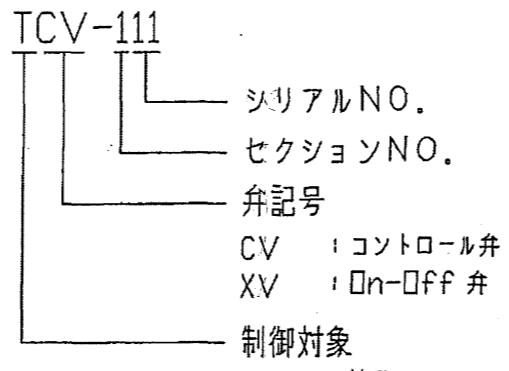 TCV-111
シリアルNO.
セクションNO.
弁記号
CV : コントロール弁
XV : On-Off 弁
制御対象